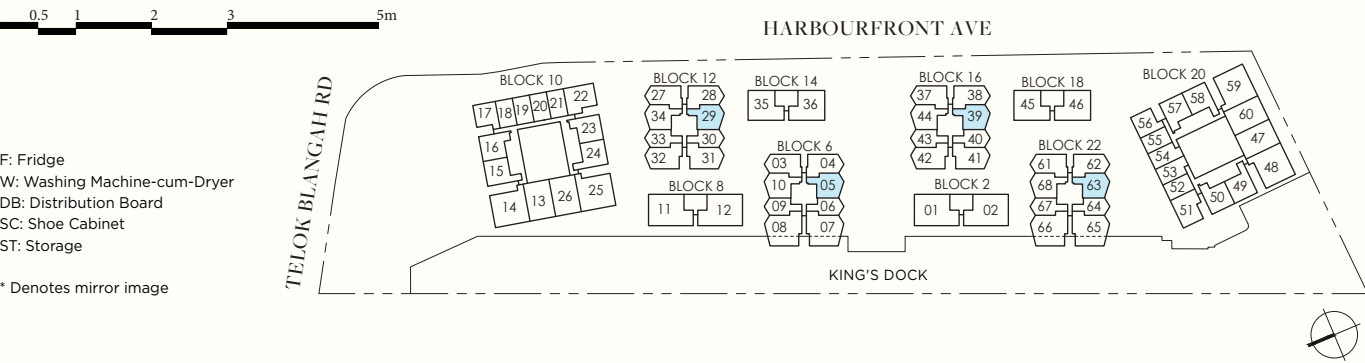 0.5 1 2 3 5m
HARBOURFRONT AVE
TELOK BLANGAH RD
F: Fridge
W: Washing Machine-cum-Dryer
DB: Distribution Board
SC: Shoe Cabinet
ST: Storage
* Denotes mirror image
BLOCK 10
17 18 19 20 21 22
16 23
15 24
14 13 26 25
BLOCK 12
27 28
34 29
33 30
32 31
BLOCK 14
35 36
BLOCK 6
03 04
10 05
09 06
08 07
BLOCK 8
11 12
BLOCK 16
37 38
44 39
43 40
42 41
BLOCK 18
45 46
BLOCK 2
01 02
BLOCK 22
61 62
68 63
67 64
66 65
BLOCK 20
59
58
57
60
56
55
47
54
53
48
52
49
50
51
KING'S DOCK